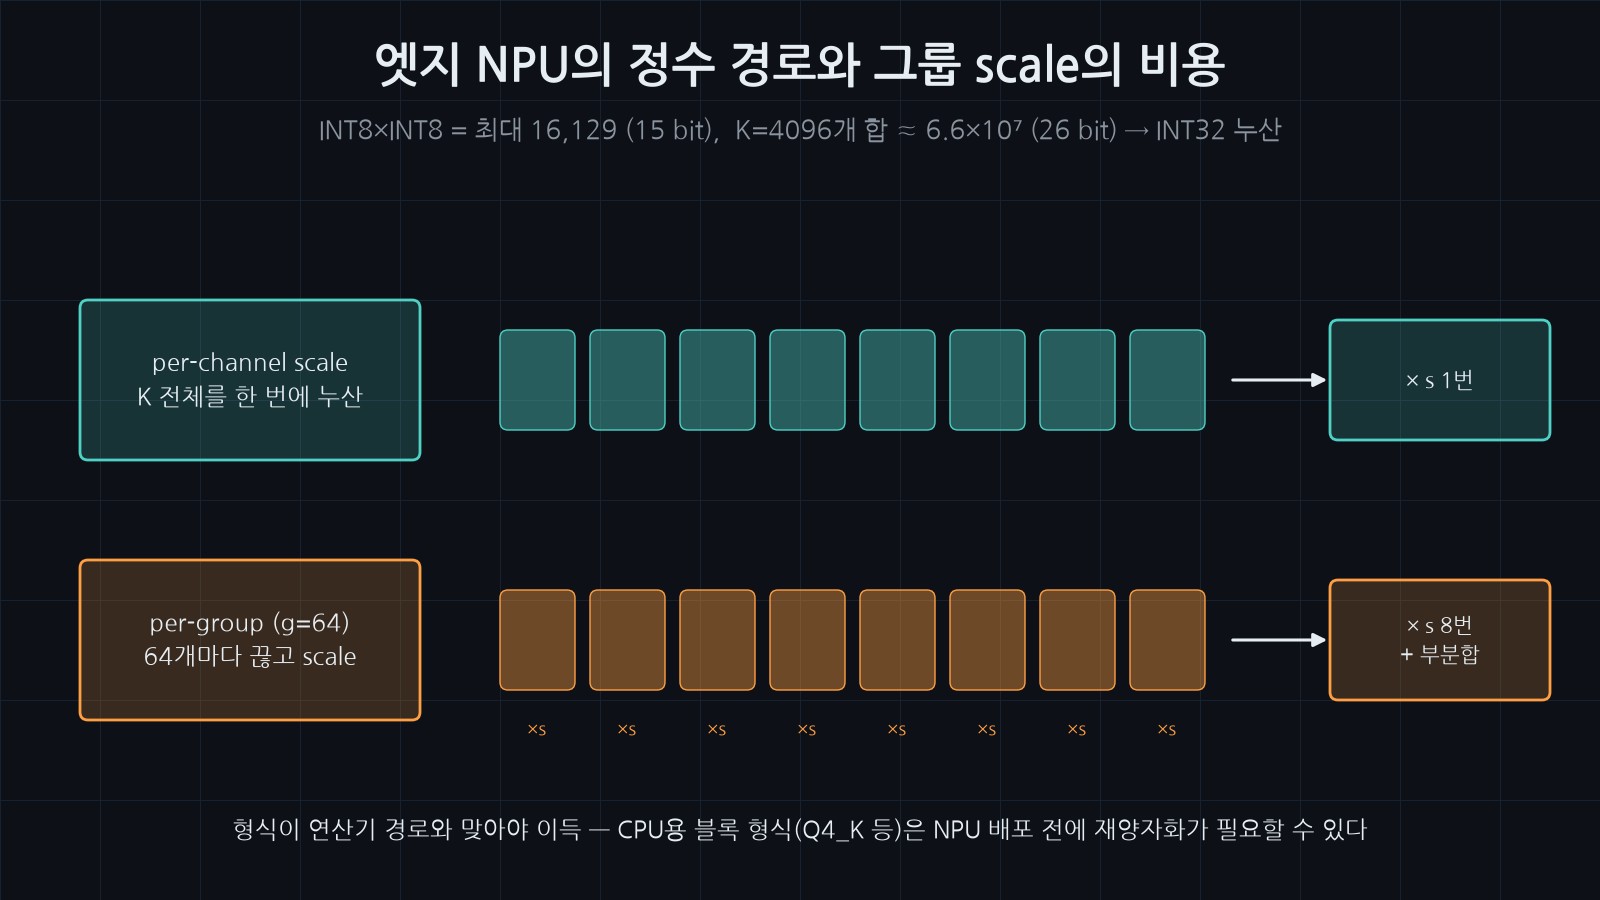 엣지 NPU의 정수 경로와 그룹 scale의 비용
INT8×INT8 = 최대 16,129 (15 bit), K=4096개 합 ≈ 6.6×10⁷ (26 bit) → INT32 누산
per-channel scale
K 전체를 한 번에 누산
× s 1번
per-group (g=64)
64개마다 끊고 scale
× s 8번
+ 부분합
×s ×s ×s ×s ×s ×s ×s ×s
형식이 연산기 경로와 맞아야 이득 — CPU용 블록 형식(Q4_K 등)은 NPU 배포 전에 재양자화가 필요할 수 있다